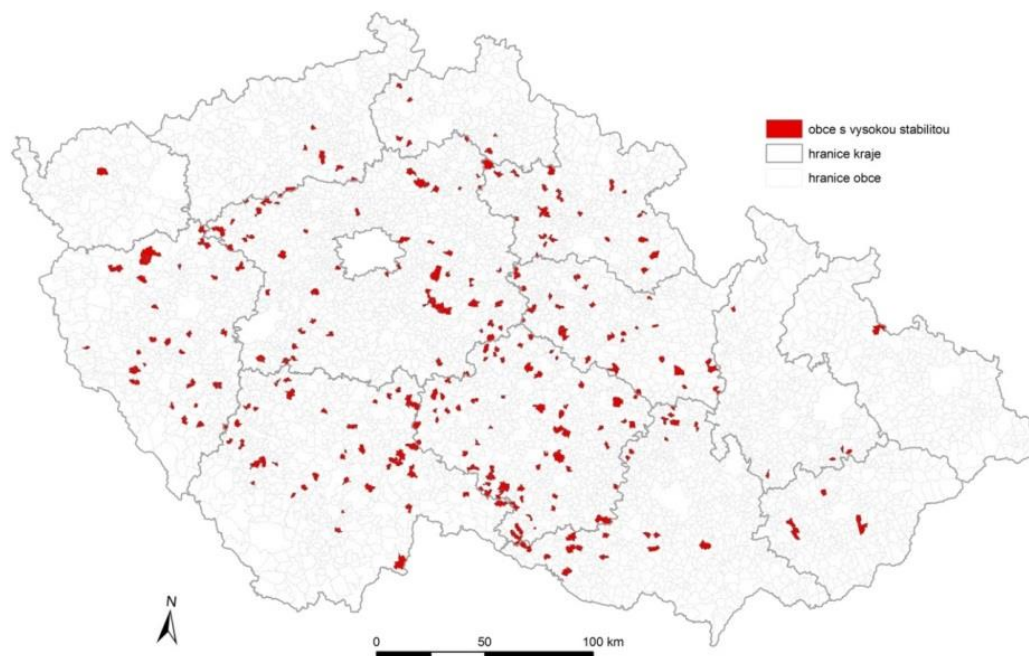 obce s vysokou stabilitou
hranice kraje
hranice obce
N
0 50 100 km